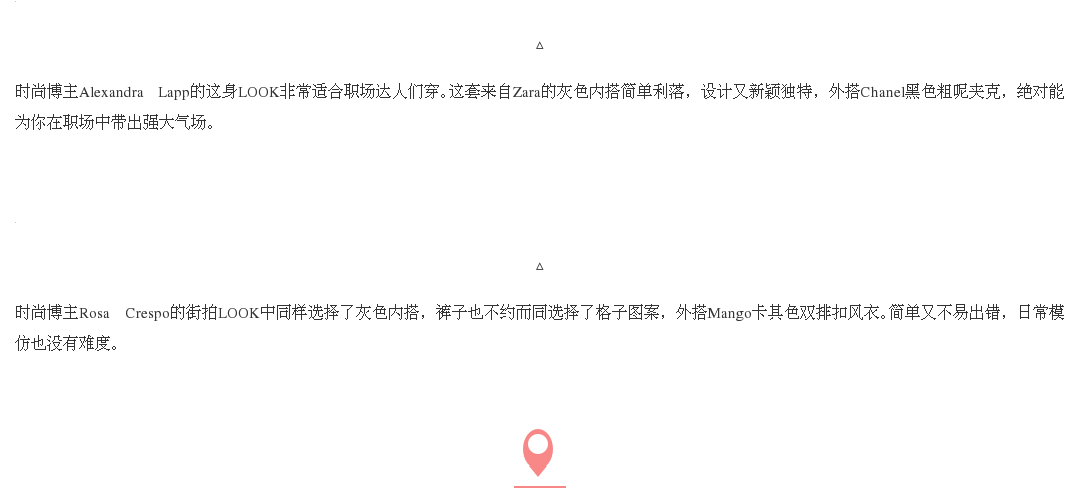 △
时尚博主Alexandra Lapp的这身LOOK非常适合职场达人们穿。这套来自Zara的灰色内搭简单利落，设计又新颖独特，外搭Chanel黑色粗呢夹克，绝对能
为你在职场中带出强大气场。
△
时尚博主Rosa Crespo的街拍LOOK中同样选择了灰色内搭，裤子也不约而同选择了格子图案，外搭Mango卡其色双排扣风衣。简单又不易出错，日常模
仿也没有难度。